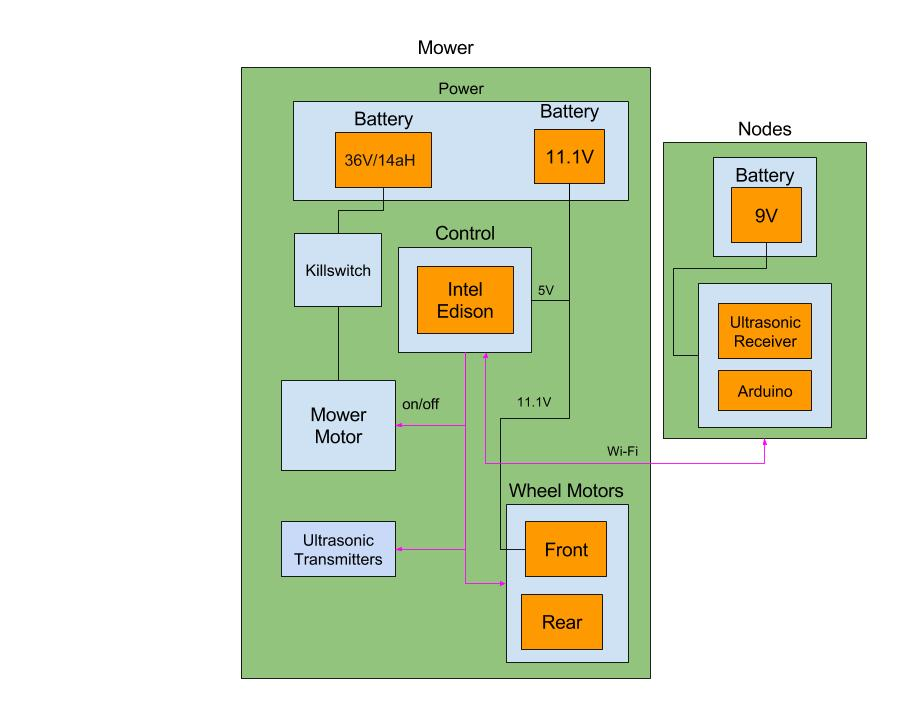 Mower
Power
Battery
36V/14aH
Battery
11.1V
Killswitch
Control
Intel
Edison
5V
Mower
Motor
on/off
11.1V
Wi-Fi
Ultrasonic
Transmitters
Wheel Motors
Front
Rear
Nodes
Battery
9V
Ultrasonic
Receiver
Arduino